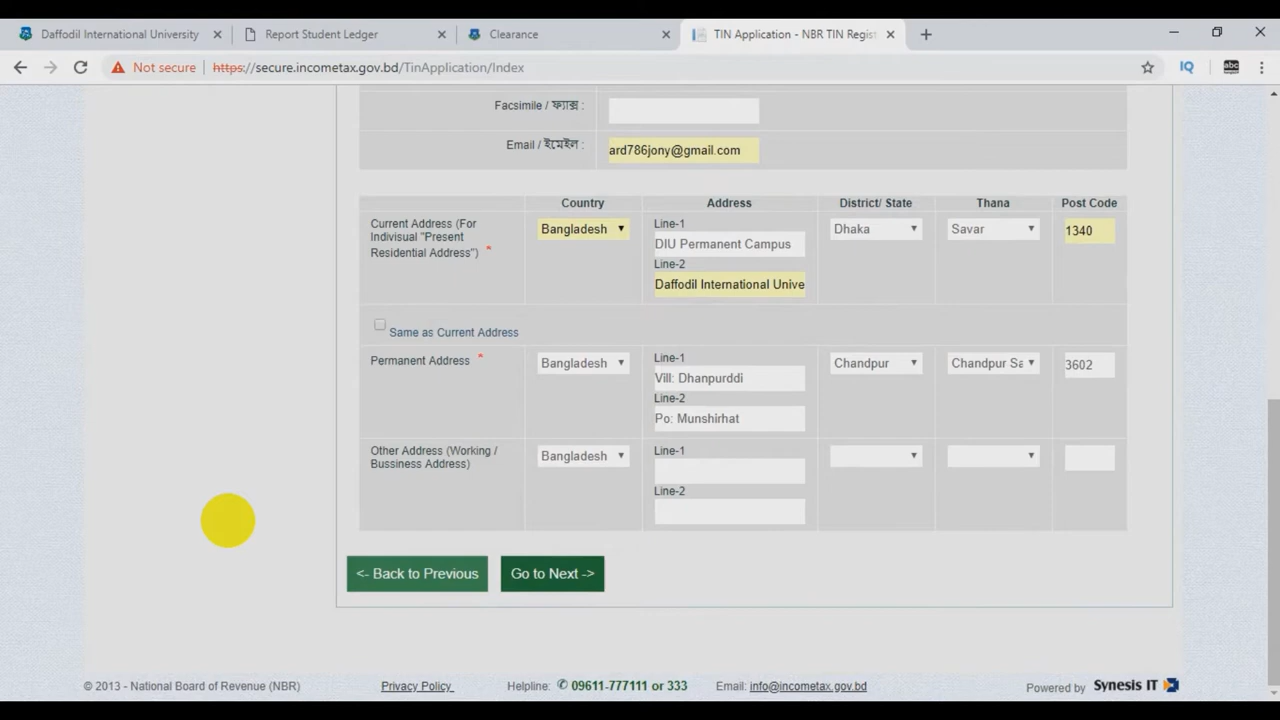 Daffodil International University
Report Student Ledger
Clearance
TIN Application - NBR TIN Regist
Not secure
https://secure.incometax.gov.bd/TinApplication/Index
IQ
abc
Facsimile / ফ্যাক্স :
Email / ইমেইল :
ard786jony@gmail.com
Country
Address
District/ State
Thana
Post Code
Current Address (For
Indivisual "Present
Residential Address") *
Bangladesh
Line-1
DIU Permanent Campus
Line-2
Daffodil International Unive
Dhaka
Savar
1340
Same as Current Address
Permanent Address *
Bangladesh
Line-1
Vill: Dhanpurddi
Line-2
Po: Munshirhat
Chandpur
Chandpur Sa
3602
Other Address (Working /
Bussiness Address)
Bangladesh
Line-1
Line-2
<- Back to Previous
Go to Next ->
© 2013 - National Board of Revenue (NBR)
Privacy Policy
Helpline: ✆ 09611-777111 or 333
Email: info@incometax.gov.bd
Powered by Synesis IT